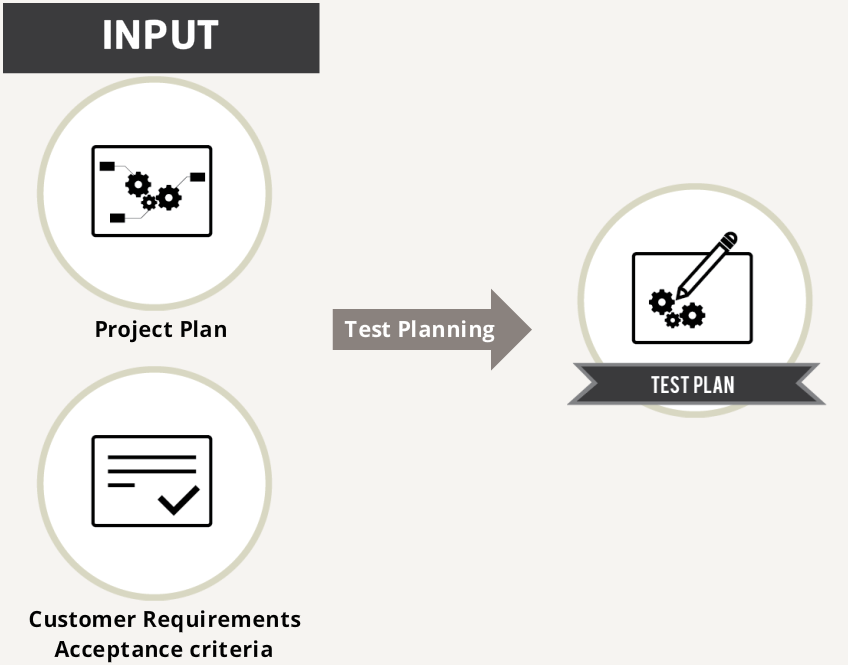 INPUT
Project Plan
Test Planning
TEST PLAN
Customer Requirements
Acceptance criteria